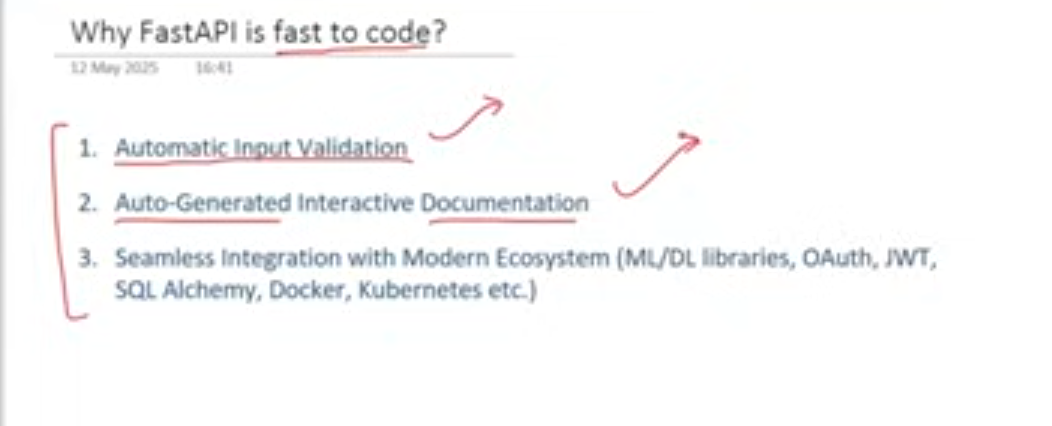 Why FastAPI is fast to code?
12 May 2025 16:41
1. Automatic Input Validation
2. Auto-Generated Interactive Documentation
3. Seamless Integration with Modern Ecosystem (ML/DL libraries, OAuth, JWT,
SQL Alchemy, Docker, Kubernetes etc.)